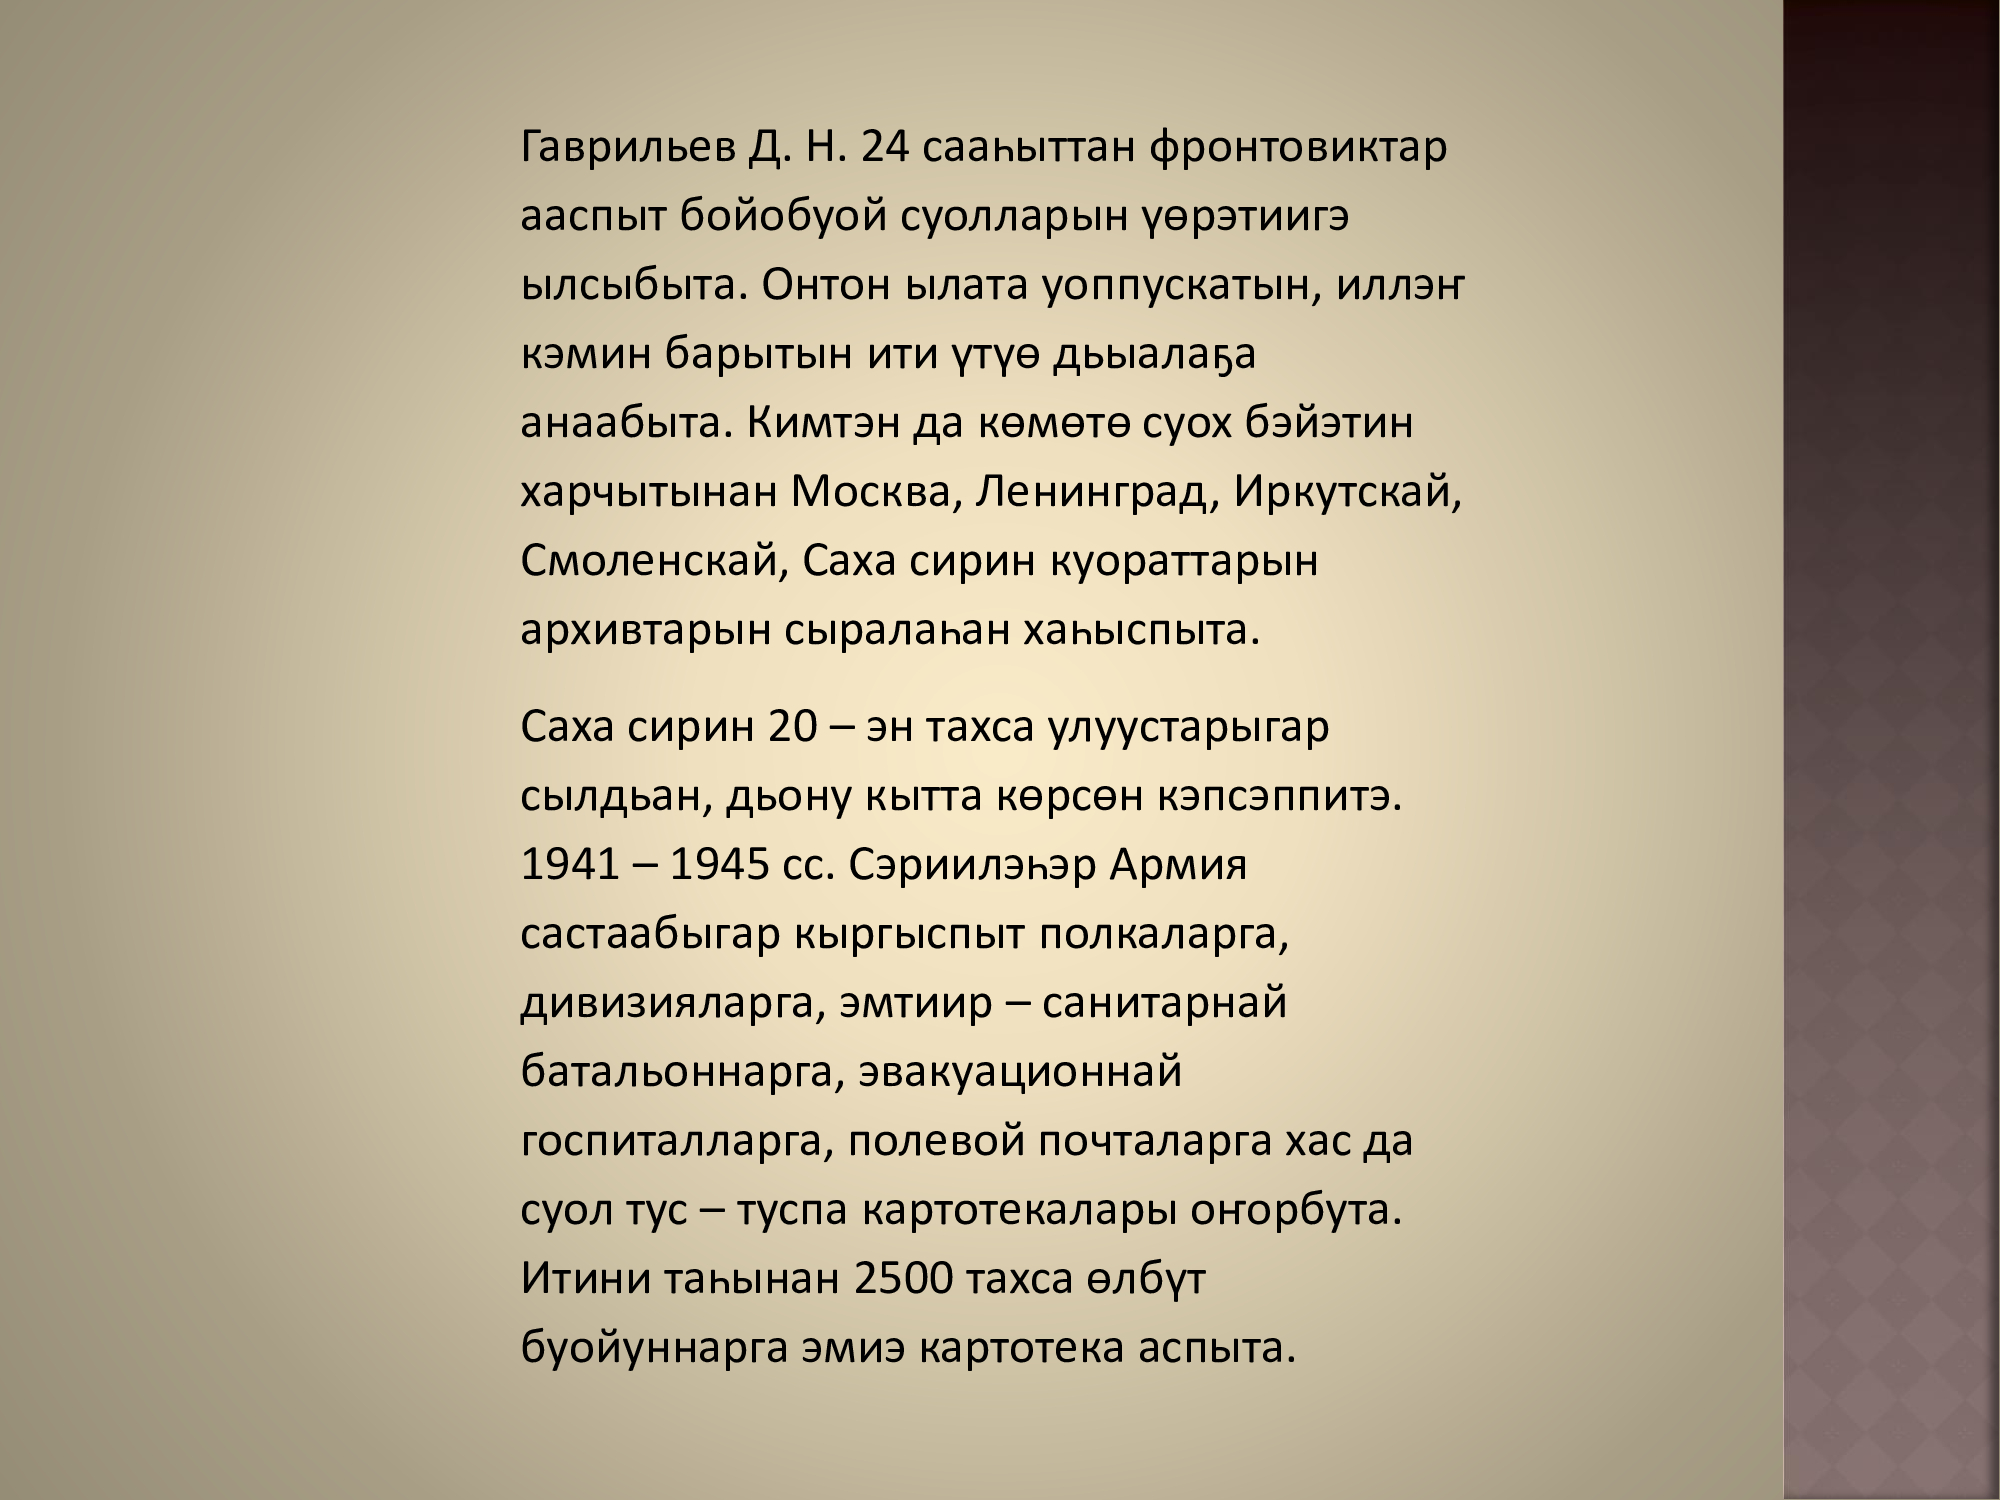 Гаврильев Д. Н. 24 сааһыттан фронтовиктар
ааспыт бойобуой суолларын үөрэтиигэ
ылсыбыта. Онтон ылата уоппускатын, иллэҥ
кэмин барытын ити үтүө дьыалаҕа
анаабыта. Кимтэн да көмөтө суох бэйэтин
харчытынан Москва, Ленинград, Иркутскай,
Смоленскай, Саха сирин куораттарын
архивтарын сыралаһан хаһыспыта.
Саха сирин 20 – эн тахса улуустарыгар
сылдьан, дьону кытта көрсөн кэпсэппитэ.
1941 – 1945 сс. Сэриилэһэр Армия
састаабыгар кыргыспыт полкаларга,
дивизияларга, эмтиир – санитарнай
батальоннарга, эвакуационнай
госпиталларга, полевой почталарга хас да
суол тус – туспа картотекалары оҥорбута.
Итини таһынан 2500 тахса өлбүт
буойуннарга эмиэ картотека аспыта.